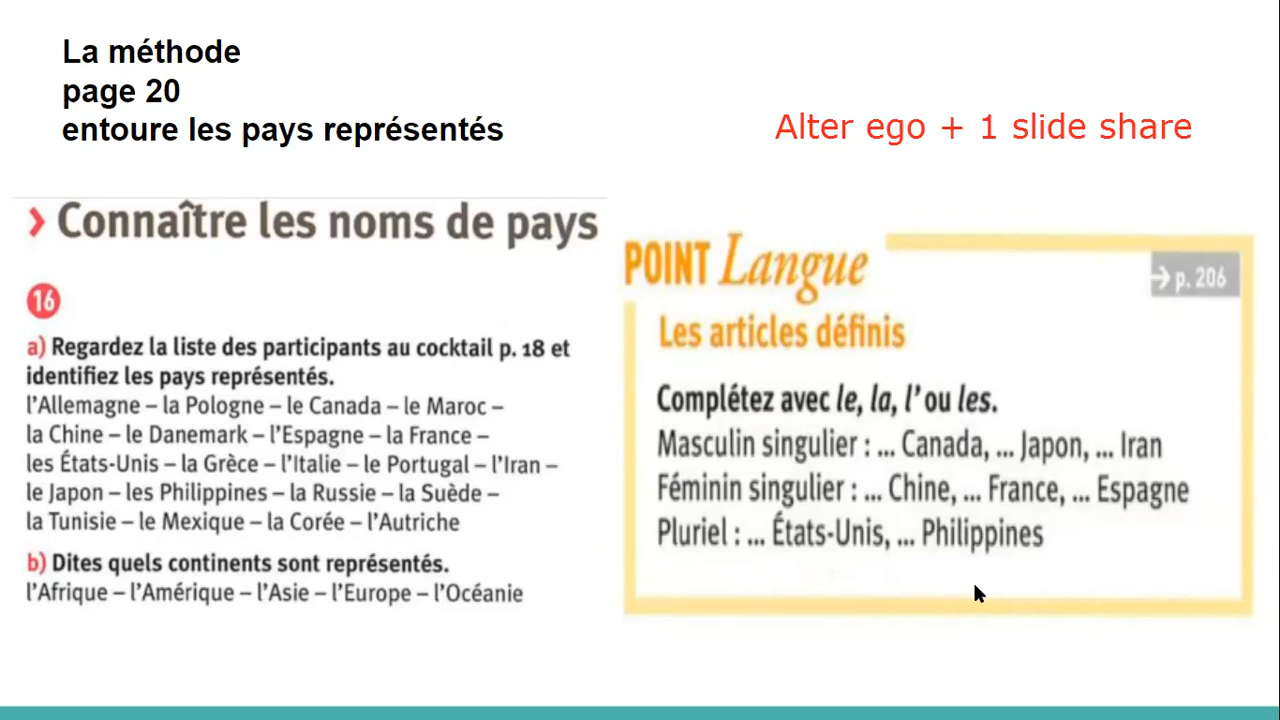 La méthode
page 20
entoure les pays représentés
Alter ego + 1 slide share
› Connaître les noms de pays
16
a) Regardez la liste des participants au cocktail p. 18 et
identifiez les pays représentés.
l'Allemagne – la Pologne – le Canada – le Maroc –
la Chine – le Danemark – l'Espagne – la France –
les États-Unis – la Grèce – l'Italie – le Portugal – l'Iran –
le Japon – les Philippines – la Russie – la Suède –
la Tunisie – le Mexique – la Corée – l'Autriche
b) Dites quels continents sont représentés.
l'Afrique – l'Amérique – l'Asie – l'Europe – l'Océanie
POINT Langue
→ p. 206
Les articles définis
Complétez avec le, la, l' ou les.
Masculin singulier : ... Canada, ... Japon, ... Iran
Féminin singulier : ... Chine, ... France, ... Espagne
Pluriel : ... États-Unis, ... Philippines